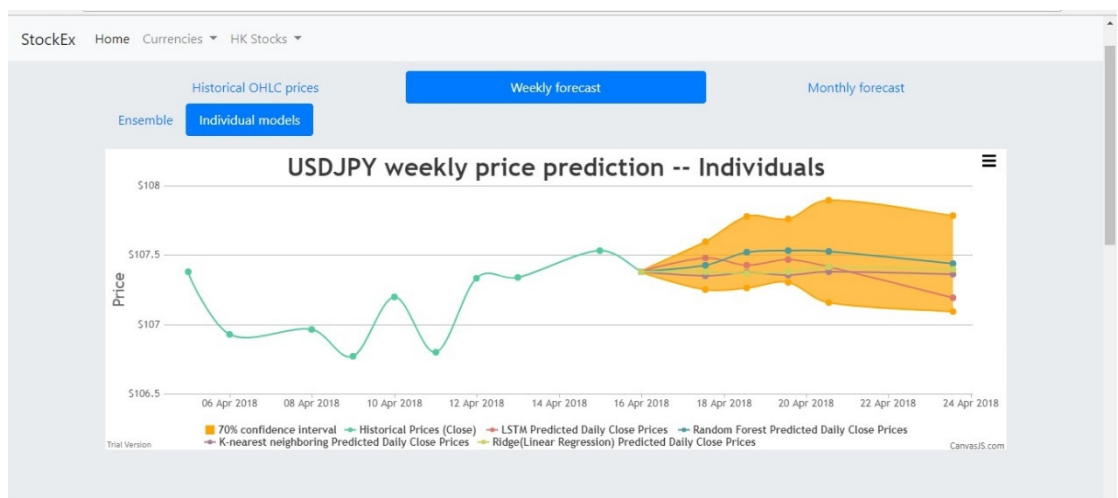 StockEx Home Currencies HK Stocks
Historical OHLC prices Weekly forecast Monthly forecast
Ensemble Individual models
USDJPY weekly price prediction -- Individuals
$108
$107.5
$107
$106.5
Price
06 Apr 2018 08 Apr 2018 10 Apr 2018 12 Apr 2018 14 Apr 2018 16 Apr 2018 18 Apr 2018 20 Apr 2018 22 Apr 2018 24 Apr 2018
70% confidence interval Historical Prices (Close) LSTM Predicted Daily Close Prices Random Forest Predicted Daily Close Prices
K-nearest neighboring Predicted Daily Close Prices Ridge(Linear Regression) Predicted Daily Close Prices
Trial Version CanvasJS.com